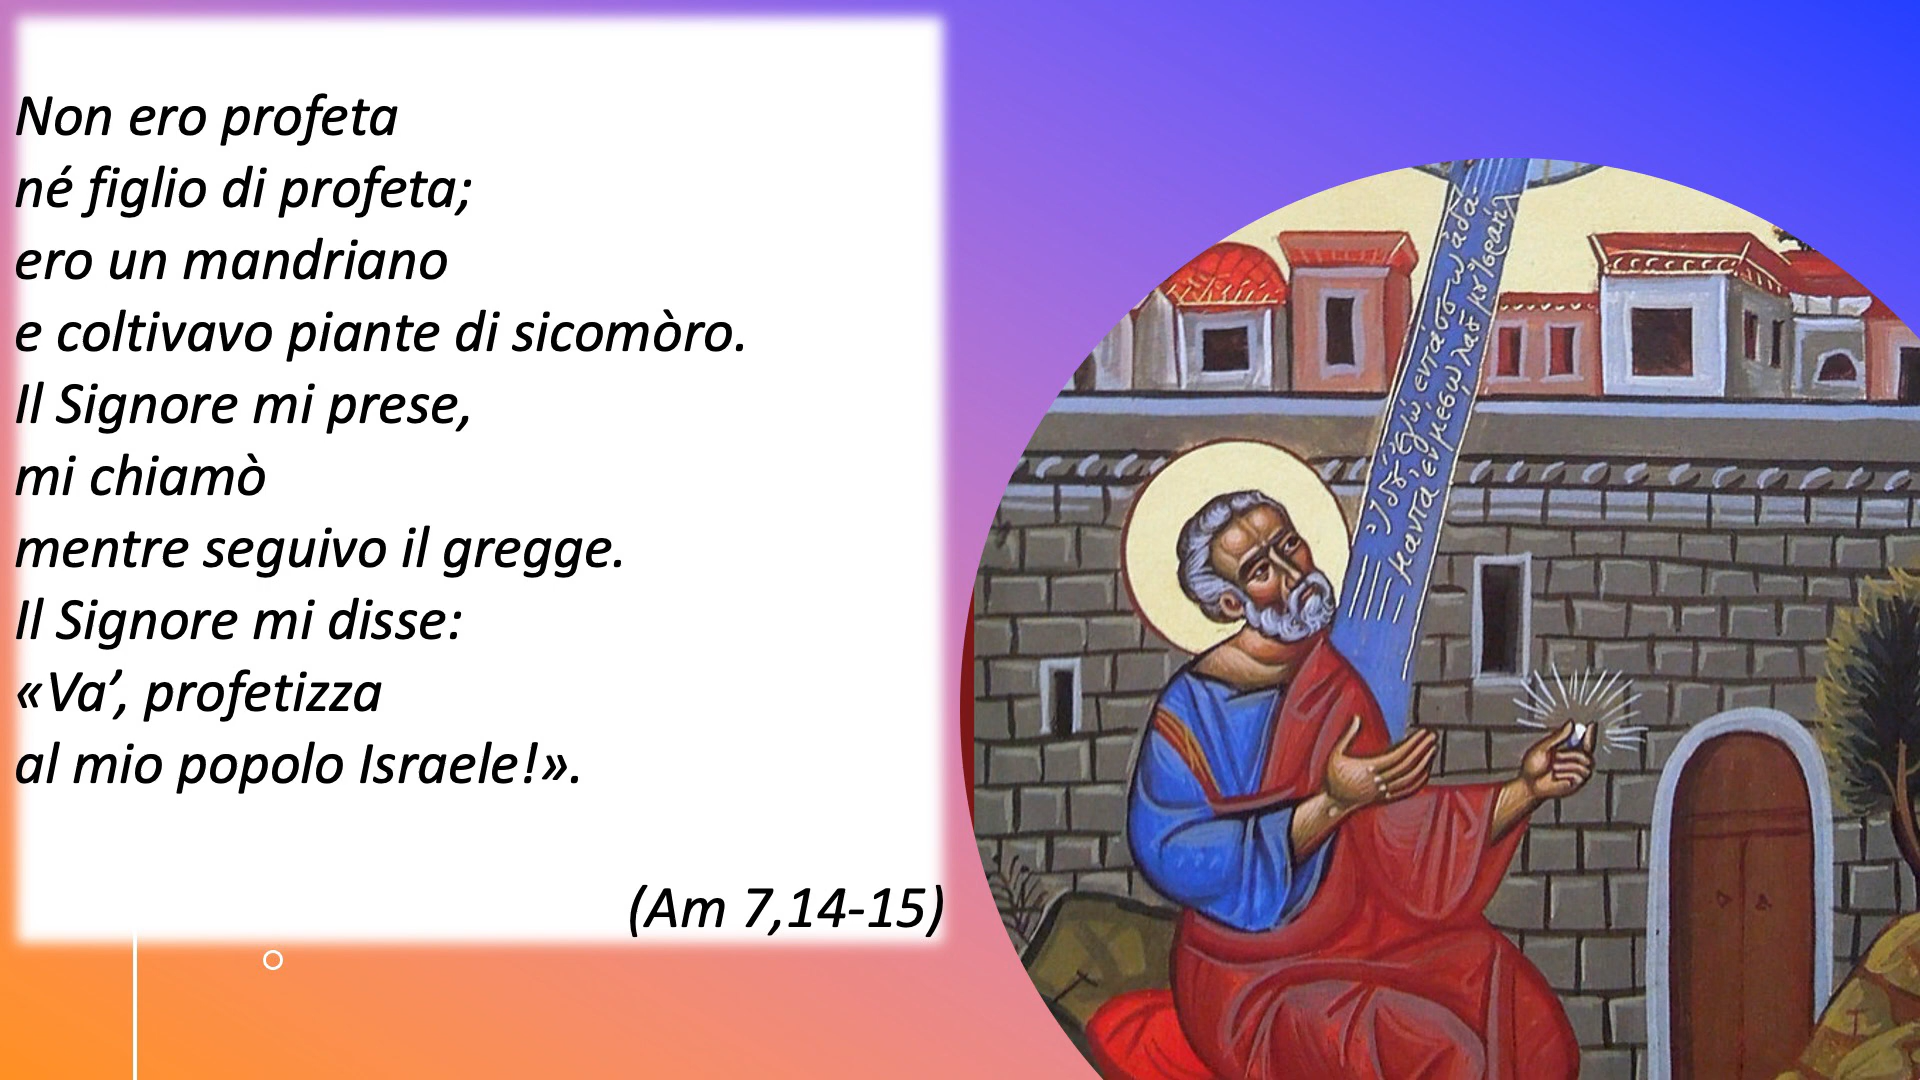 Non ero profeta
né figlio di profeta;
ero un mandriano
e coltivavo piante di sicomòro.
Il Signore mi prese,
mi chiamò
mentre seguivo il gregge.
Il Signore mi disse:
«Va’, profetizza
al mio popolo Israele!».
(Am 7,14-15)